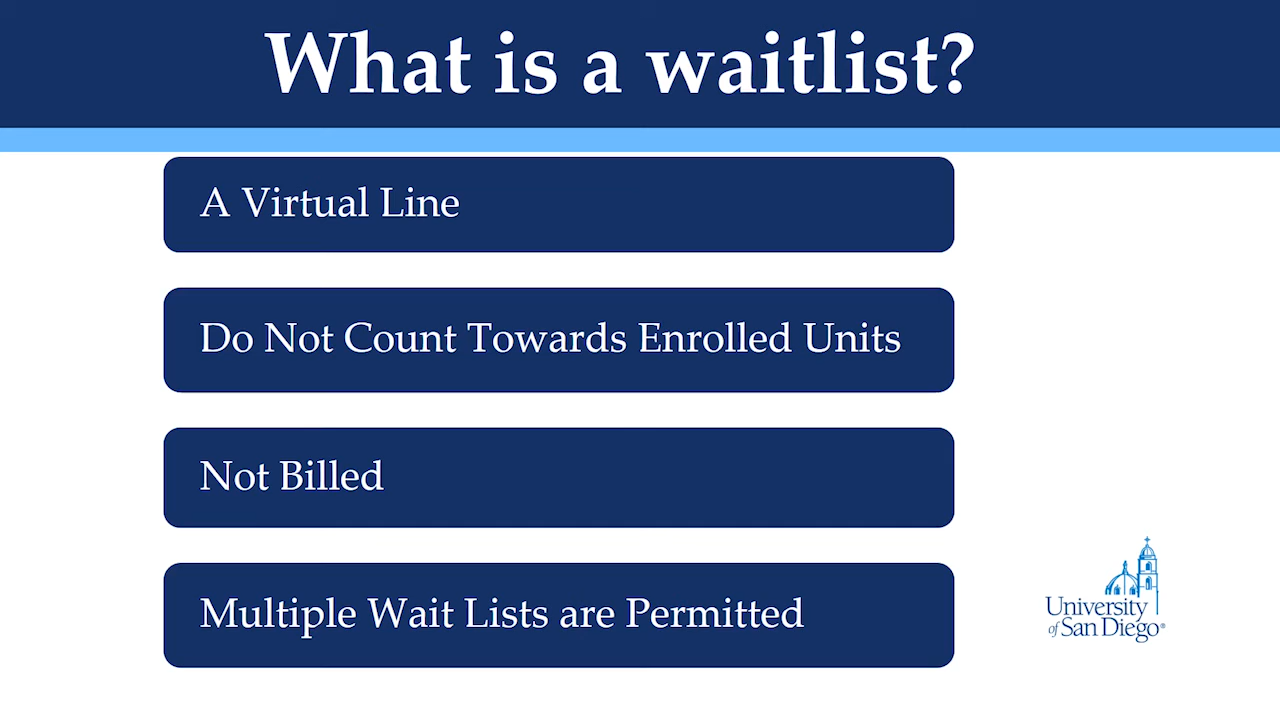 What is a waitlist?
A Virtual Line
Do Not Count Towards Enrolled Units
Not Billed
Multiple Wait Lists are Permitted
University
of San Diego®